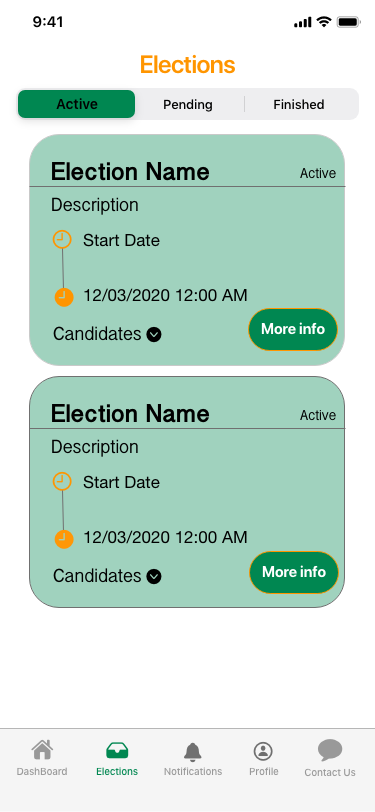 9:41
Elections
Active Pending Finished
Election Name Active
Description
Start Date
12/03/2020 12:00 AM
Candidates More info
Election Name Active
Description
Start Date
12/03/2020 12:00 AM
Candidates More info
DashBoard Elections Notifications Profile Contact Us